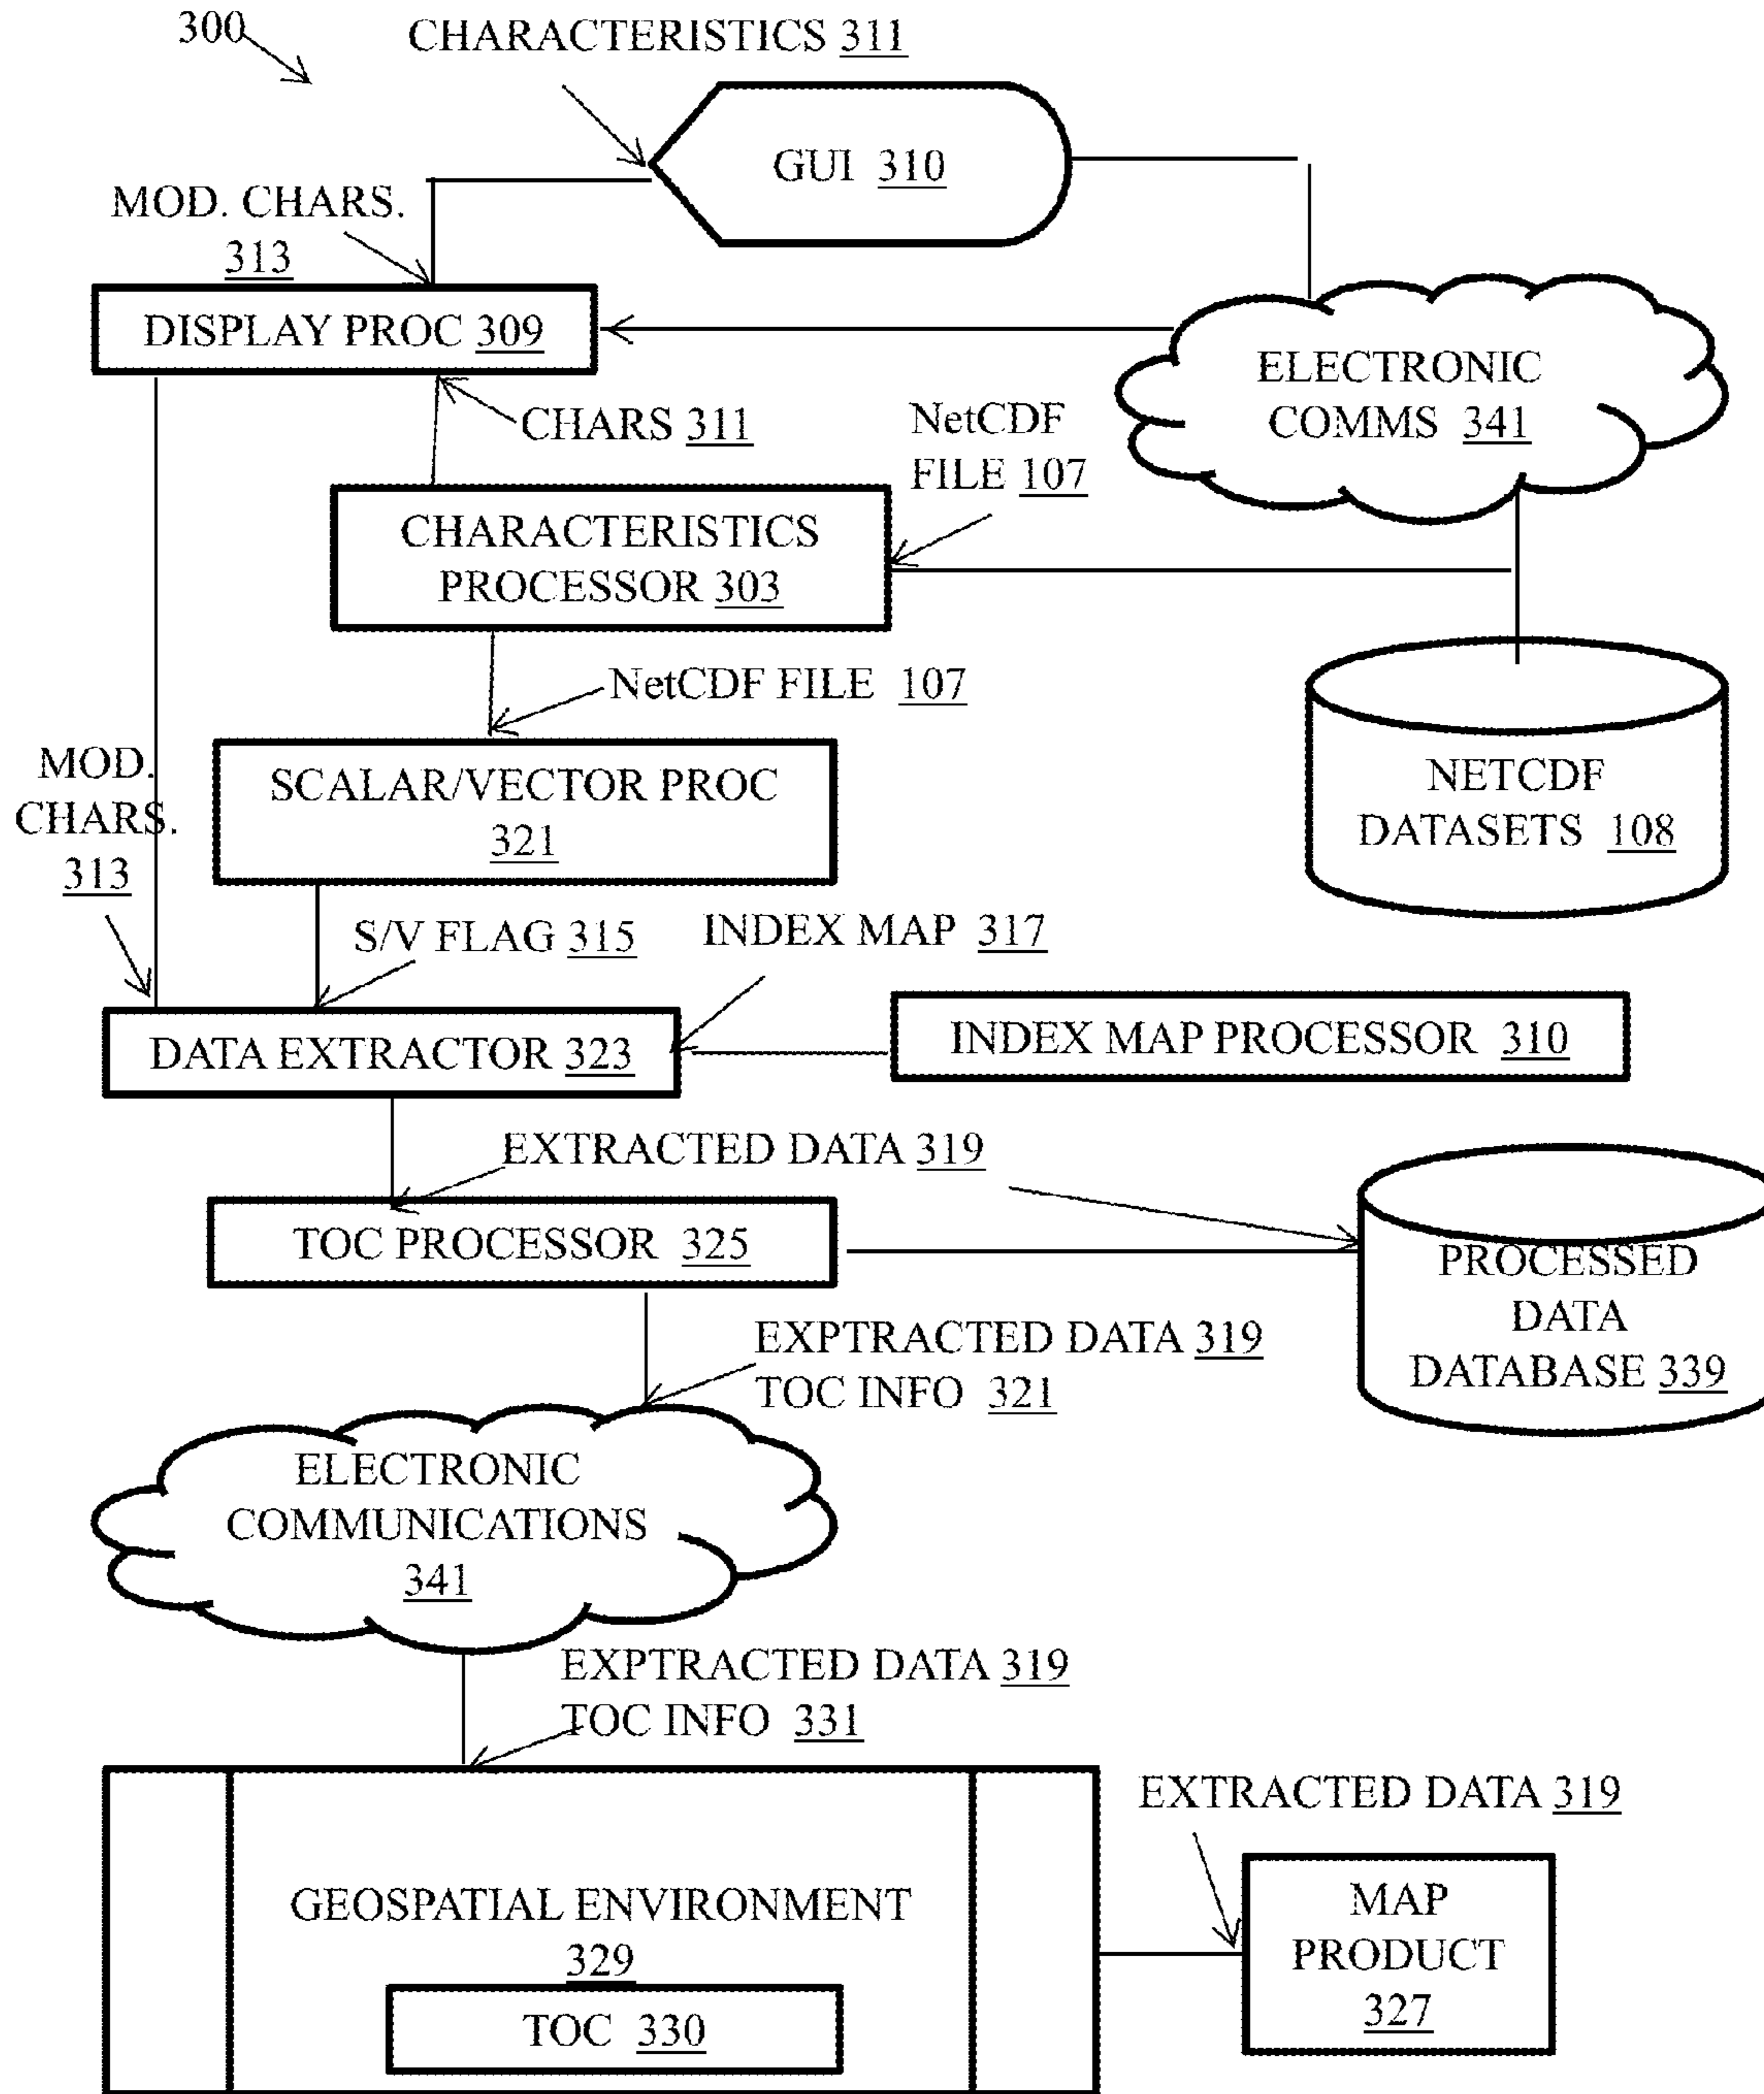 300
CHARACTERISTICS 311
GUI 310
MOD. CHARS.
313
DISPLAY PROC 309
ELECTRONIC
COMMS 341
CHARS 311
NetCDF
FILE 107
CHARACTERISTICS
PROCESSOR 303
NetCDF FILE 107
MOD.
CHARS.
313
SCALAR/VECTOR PROC
321
NETCDF
DATASETS 108
S/V FLAG 315
INDEX MAP 317
DATA EXTRACTOR 323
INDEX MAP PROCESSOR 310
EXTRACTED DATA 319
TOC PROCESSOR 325
PROCESSED
DATA
DATABASE 339
EXPTRACTED DATA 319
TOC INFO 321
ELECTRONIC
COMMUNICATIONS
341
EXPTRACTED DATA 319
TOC INFO 331
EXTRACTED DATA 319
GEOSPATIAL ENVIRONMENT
329
TOC 330
MAP
PRODUCT
327